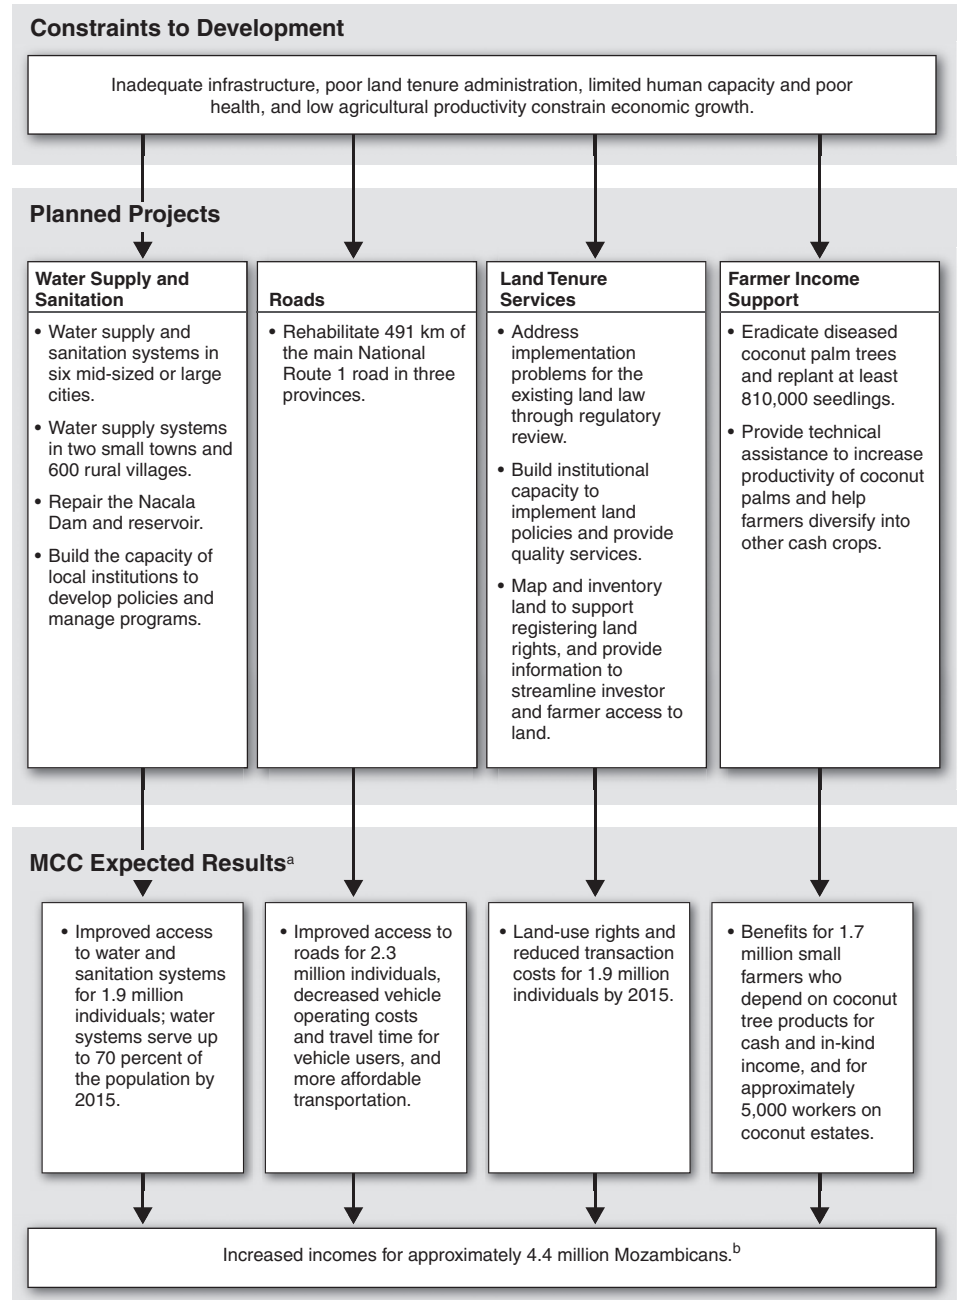 Constraints to Development
Inadequate infrastructure, poor land tenure administration, limited human capacity and poor
health, and low agricultural productivity constrain economic growth.
Planned Projects
Water Supply and
Sanitation
• Water supply and
sanitation systems in
six mid-sized or large
cities.
• Water supply systems
in two small towns and
600 rural villages.
• Repair the Nacala
Dam and reservoir.
• Build the capacity of
local institutions to
develop policies and
manage programs.
Roads
• Rehabilitate 491 km of
the main National
Route 1 road in three
provinces.
Land Tenure
Services
• Address
implementation
problems for the
existing land law
through regulatory
review.
• Build institutional
capacity to
implement land
policies and provide
quality services.
• Map and inventory
land to support
registering land
rights, and provide
information to
streamline investor
and farmer access to
land.
Farmer Income
Support
• Eradicate diseased
coconut palm trees
and replant at least
810,000 seedlings.
• Provide technical
assistance to increase
productivity of coconut
palms and help
farmers diversify into
other cash crops.
MCC Expected Resultsa
• Improved access
to water and
sanitation systems
for 1.9 million
individuals; water
systems serve up
to 70 percent of
the population by
2015.
• Improved access to
roads for 2.3
million individuals,
decreased vehicle
operating costs
and travel time for
vehicle users, and
more affordable
transportation.
• Land-use rights and
reduced transaction
costs for 1.9 million
individuals by 2015.
• Benefits for 1.7
million small
farmers who
depend on coconut
tree products for
cash and in-kind
income, and for
approximately
5,000 workers on
coconut estates.
Increased incomes for approximately 4.4 million Mozambicans.b